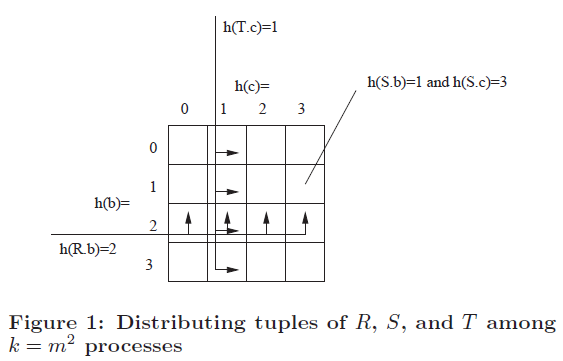 h(T.c)=1
h(c)=
h(S.b)=1 and h(S.c)=3
0 1 2 3
0
1
h(b)=
2
h(R.b)=2
3
Figure 1: Distributing tuples of R, S, and T among
k = m² processes